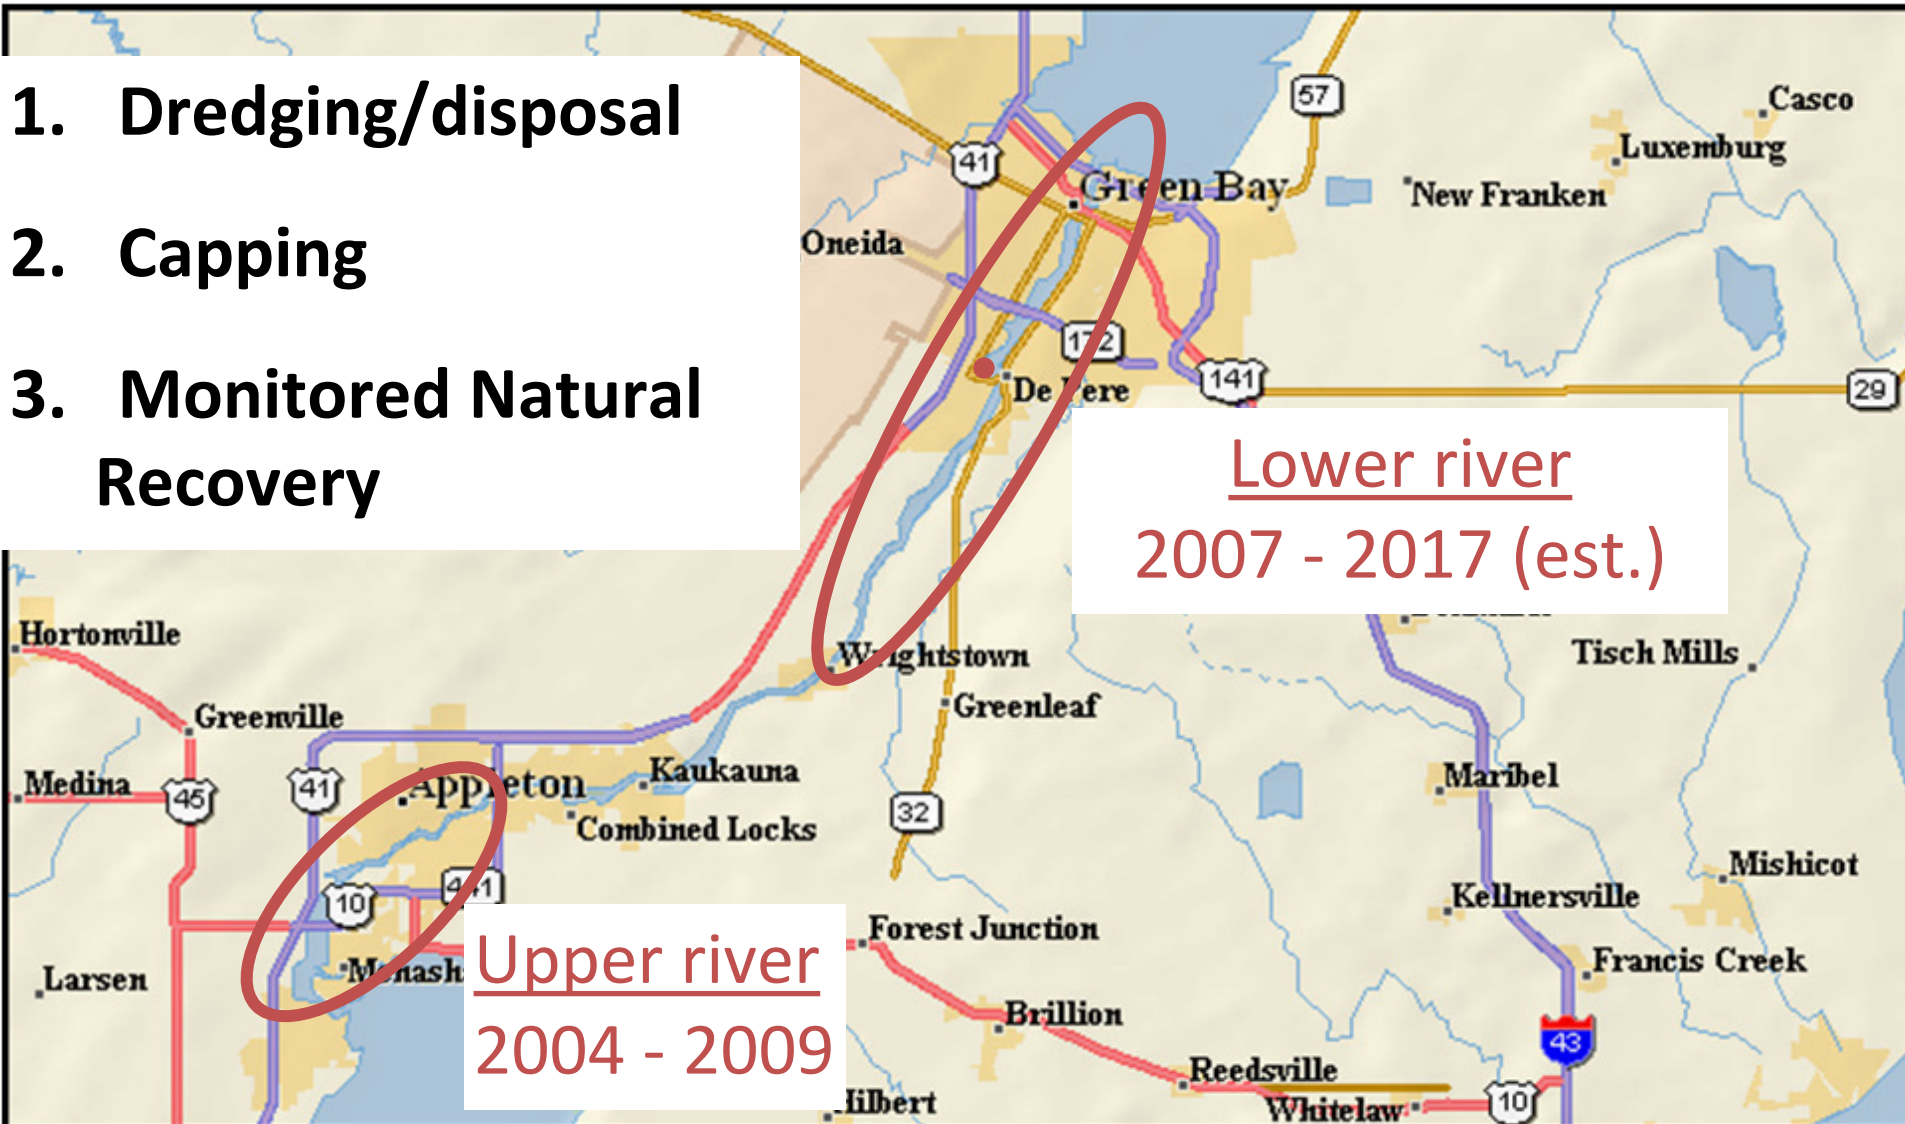 1. Dredging/disposal
2. Capping
3. Monitored Natural
Recovery
57
Casco
Luxemburg
41
Green Bay
New Franken
Oneida
172
De Pere
141
29
Lower river
2007 - 2017 (est.)
Hortonville
Wrightstown
Tisch Mills
Greenville
Greenleaf
Medina
45
41
Appleton
Kaukauna
Combined Locks
32
Maribel
Mishicot
10
441
Kellnersville
Forest Junction
Francis Creek
Larsen
Upper river
2004 - 2009
Brillion
43
Reedsville
Whitelaw
10